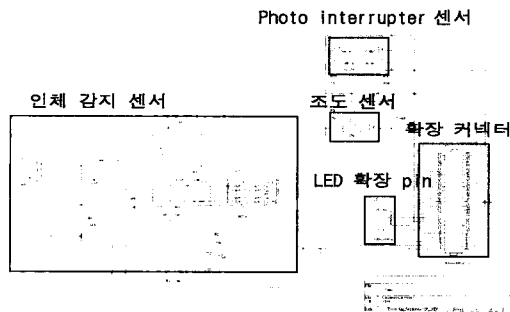 Photo interrupter 센서
인체 감지 센서
조도 센서
확장 커넥터
LED 확장 pin